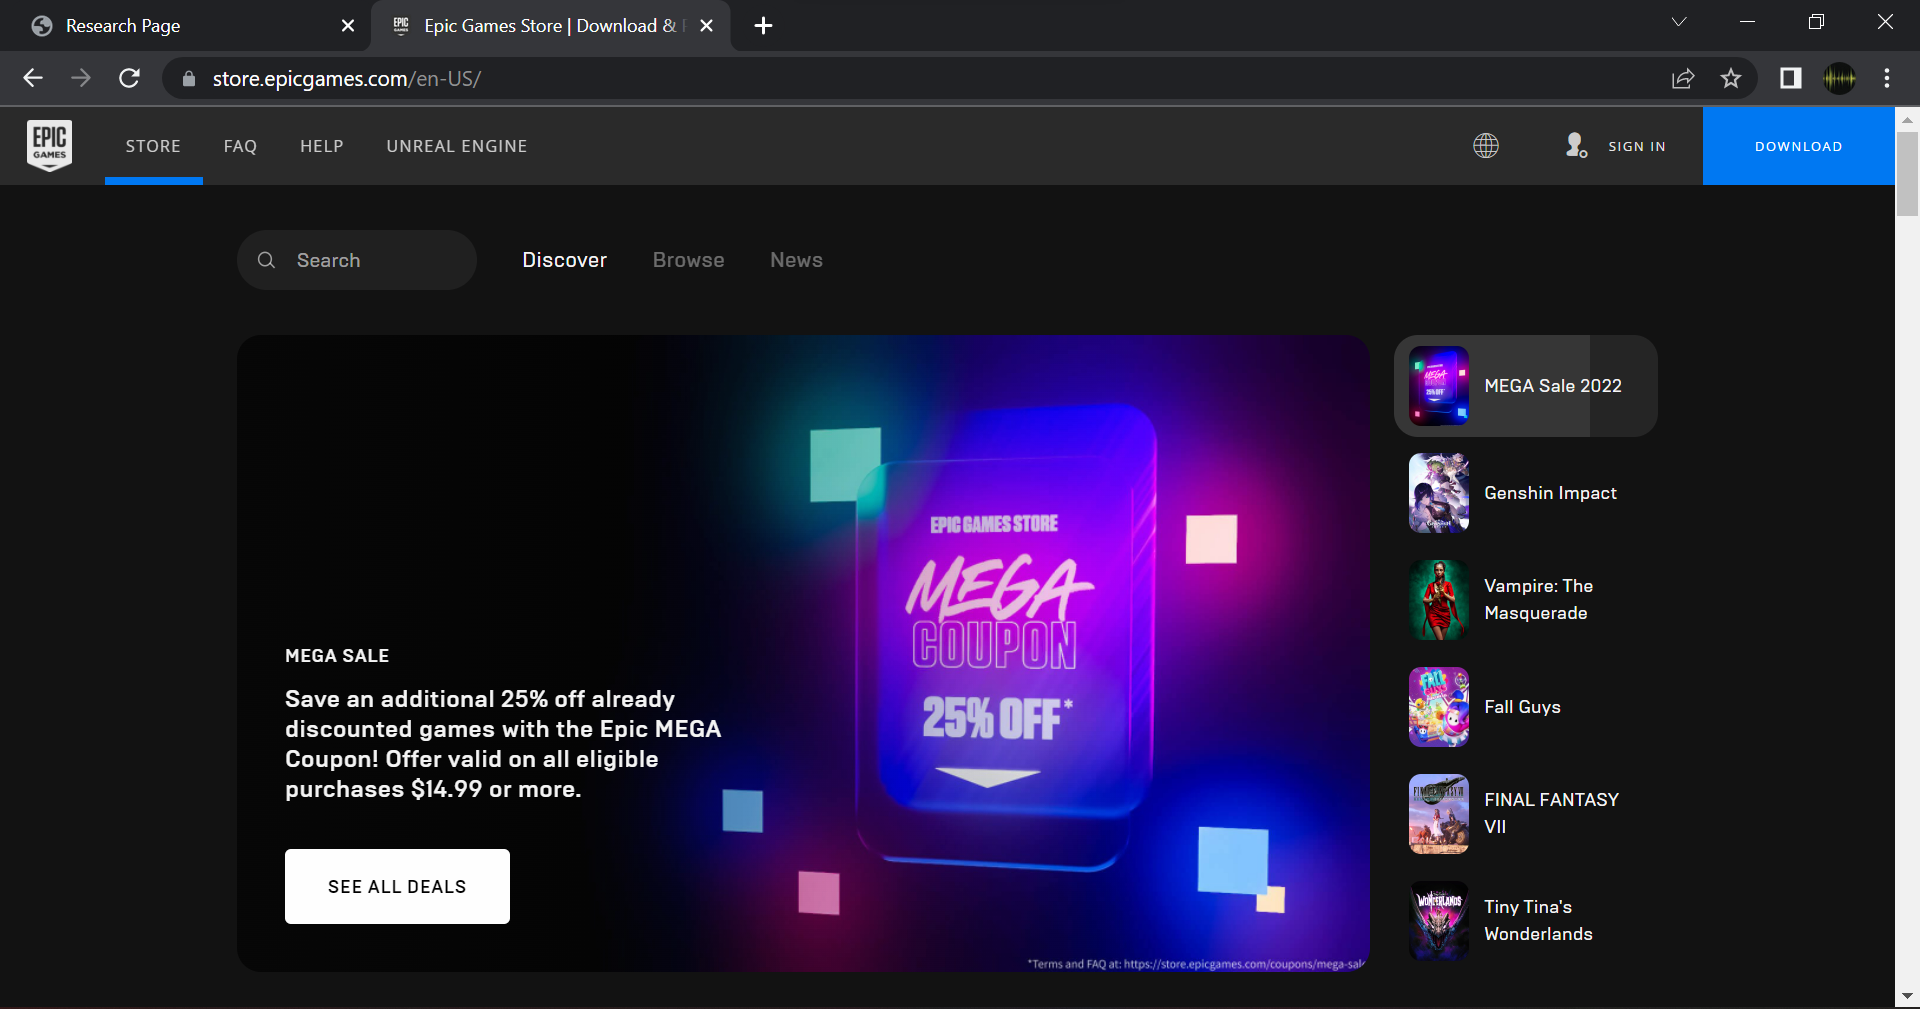 Research Page
Epic Games Store | Download &
store.epicgames.com/en-US/
EPIC
GAMES
STORE
FAQ
HELP
UNREAL ENGINE
SIGN IN
DOWNLOAD
Search
Discover
Browse
News
EPIC GAMES STORE
MEGA
COUPON
25% OFF*
MEGA SALE
Save an additional 25% off already
discounted games with the Epic MEGA
Coupon! Offer valid on all eligible
purchases $14.99 or more.
SEE ALL DEALS
*Terms and FAQ at: https://store.epicgames.com/coupons/mega-sale
MEGA Sale 2022
Genshin Impact
Vampire: The
Masquerade
FALL
GUYS
Fall Guys
FINAL FANTASY
VII
WONDERLANDS
Tiny Tina's
Wonderlands